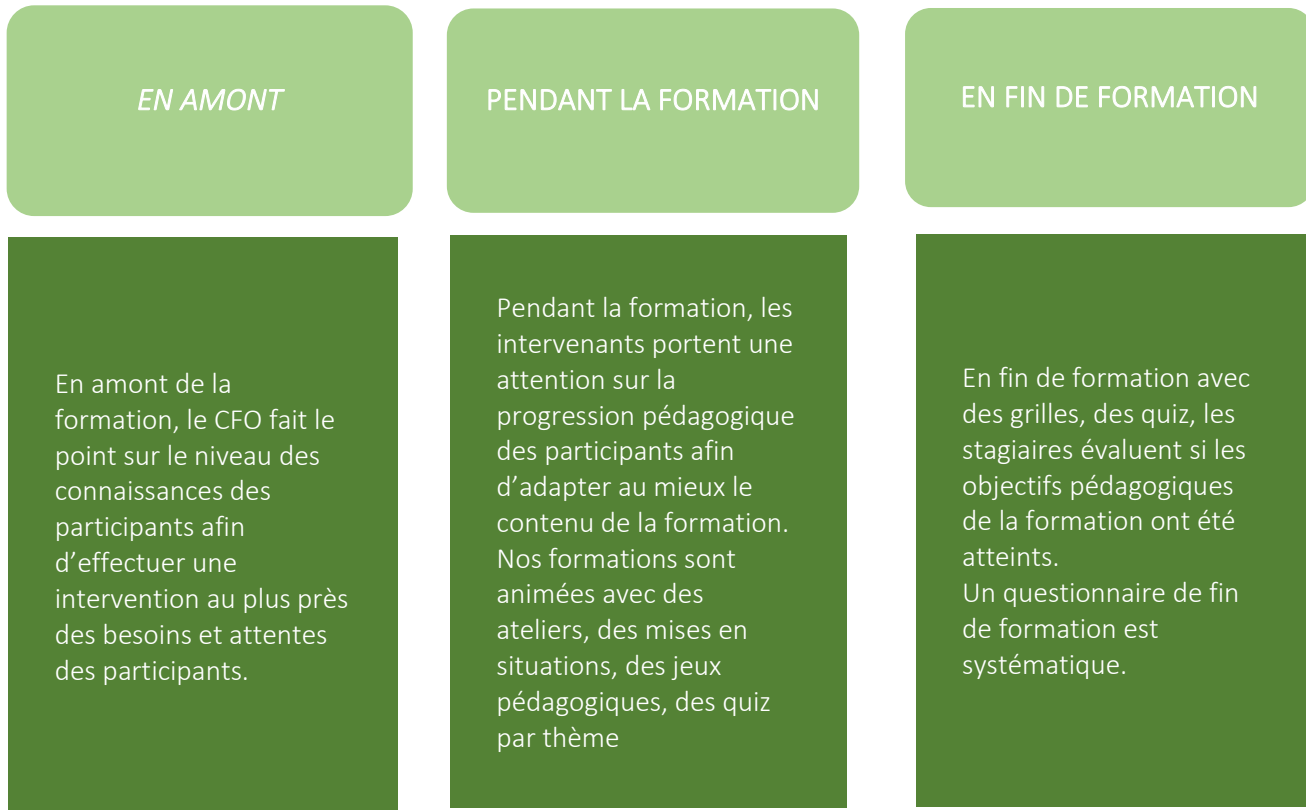 EN AMONT
En amont de la
formation, le CFO fait le
point sur le niveau des
connaissances des
participants afin
d’effectuer une
intervention au plus près
des besoins et attentes
des participants.
PENDANT LA FORMATION
Pendant la formation, les
intervenants portent une
attention sur la
progression pédagogique
des participants afin
d’adapter au mieux le
contenu de la formation.
Nos formations sont
animées avec des
ateliers, des mises en
situations, des jeux
pédagogiques, des quiz
par thème
EN FIN DE FORMATION
En fin de formation avec
des grilles, des quiz, les
stagiaires évaluent si les
objectifs pédagogiques
de la formation ont été
atteints.
Un questionnaire de fin
de formation est
systématique.